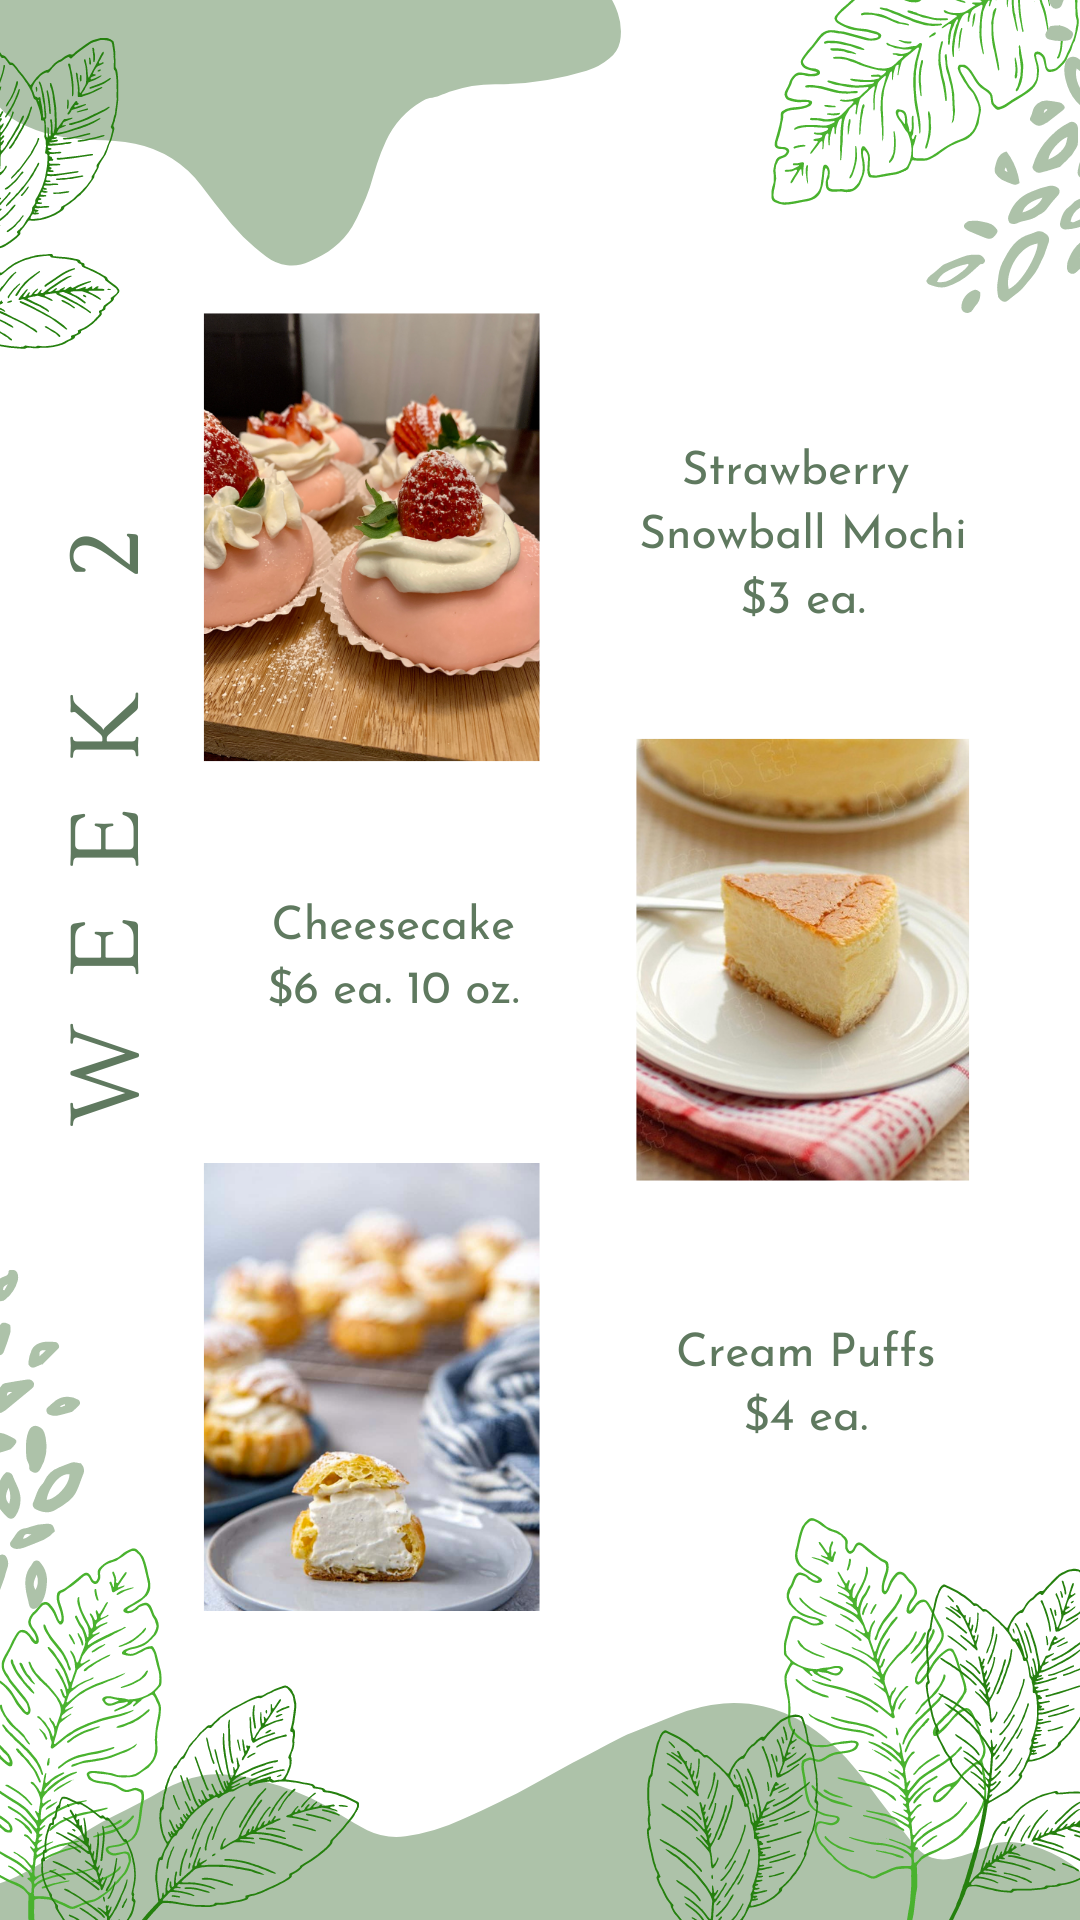 WEEK 2
Strawberry
Snowball Mochi
$3 ea.
Cheesecake
$6 ea. 10 oz.
Cream Puffs
$4 ea.